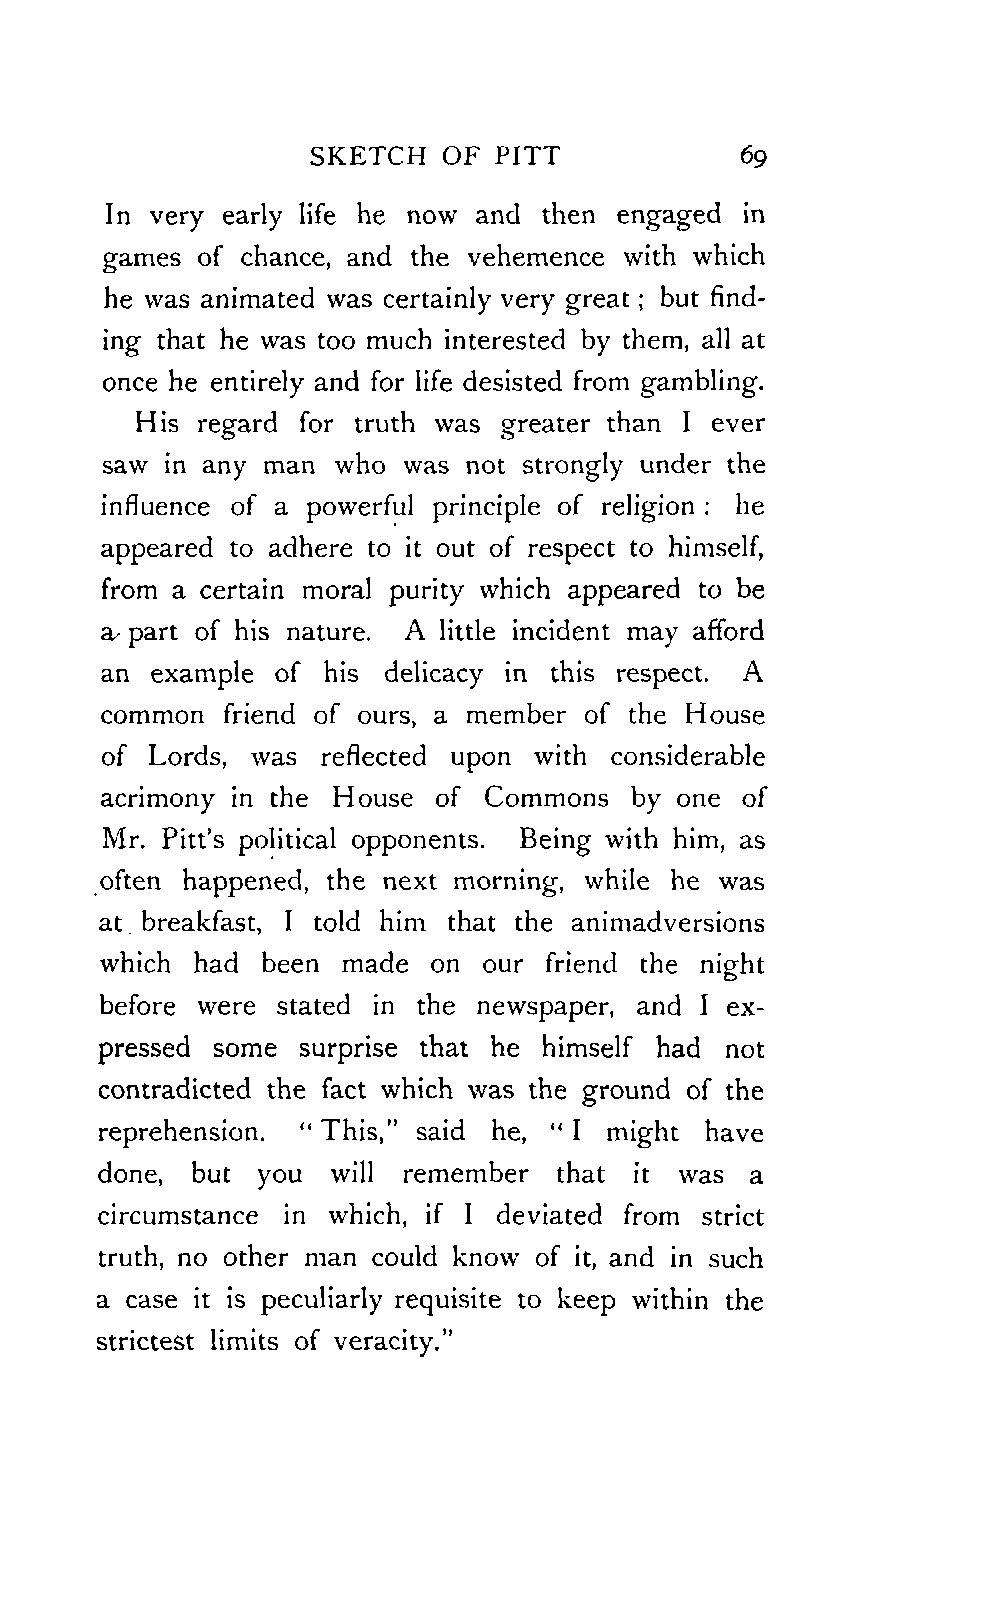 SKETCH OF PITT 69
In very early life he now and then engaged in
games of chance, and the vehemence with which
he was animated was certainly very great ; but find-
ing that he was too much interested by them, all at
once he entirely and for life desisted from gambling.
His regard for truth was greater than I ever
saw in any man who was not strongly under the
influence of a powerful principle of religion : he
appeared to adhere to it out of respect to himself,
from a certain moral purity which appeared to be
a part of his nature. A little incident may afford
an example of his delicacy in this respect. A
common friend of ours, a member of the House
of Lords, was reflected upon with considerable
acrimony in the House of Commons by one of
Mr. Pitt's political opponents. Being with him, as
often happened, the next morning, while he was
at breakfast, I told him that the animadversions
which had been made on our friend the night
before were stated in the newspaper, and I ex-
pressed some surprise that he himself had not
contradicted the fact which was the ground of the
reprehension. “ This,” said he, “ I might have
done, but you will remember that it was a
circumstance in which, if I deviated from strict
truth, no other man could know of it, and in such
a case it is peculiarly requisite to keep within the
strictest limits of veracity.”